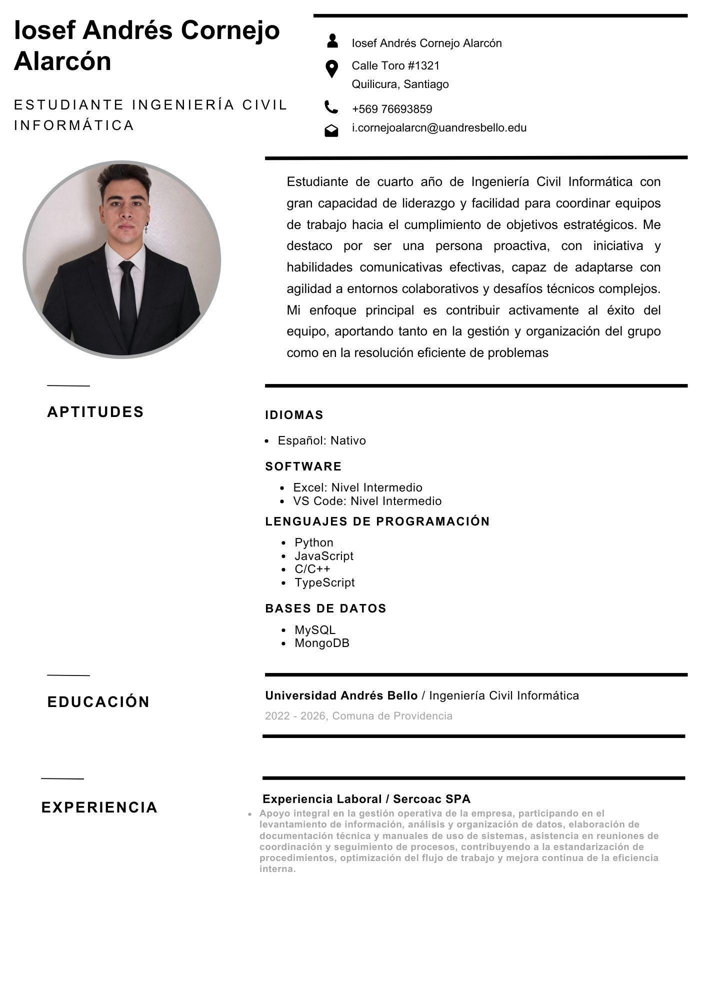 Iosef Andrés Cornejo
Alarcón
ESTUDIANTE INGENIERÍA CIVIL
INFORMÁTICA
Iosef Andrés Cornejo Alarcón
Calle Toro #1321
Quilicura, Santiago
+569 76693859
i.cornejoalarcn@uandresbello.edu
Estudiante de cuarto año de Ingeniería Civil Informática con
gran capacidad de liderazgo y facilidad para coordinar equipos
de trabajo hacia el cumplimiento de objetivos estratégicos. Me
destaco por ser una persona proactiva, con iniciativa y
habilidades comunicativas efectivas, capaz de adaptarse con
agilidad a entornos colaborativos y desafíos técnicos complejos.
Mi enfoque principal es contribuir activamente al éxito del
equipo, aportando tanto en la gestión y organización del grupo
como en la resolución eficiente de problemas
APTITUDES
IDIOMAS
• Español: Nativo
SOFTWARE
• Excel: Nivel Intermedio
• VS Code: Nivel Intermedio
LENGUAJES DE PROGRAMACIÓN
• Python
• JavaScript
• C/C++
• TypeScript
BASES DE DATOS
• MySQL
• MongoDB
EDUCACIÓN
Universidad Andrés Bello / Ingeniería Civil Informática
2022 - 2026, Comuna de Providencia
EXPERIENCIA
Experiencia Laboral / Sercoac SPA
• Apoyo integral en la gestión operativa de la empresa, participando en el
levantamiento de información, análisis y organización de datos, elaboración de
documentación técnica y manuales de uso de sistemas, asistencia en reuniones de
coordinación y seguimiento de procesos, contribuyendo a la estandarización de
procedimientos, optimización del flujo de trabajo y mejora continua de la eficiencia
interna.